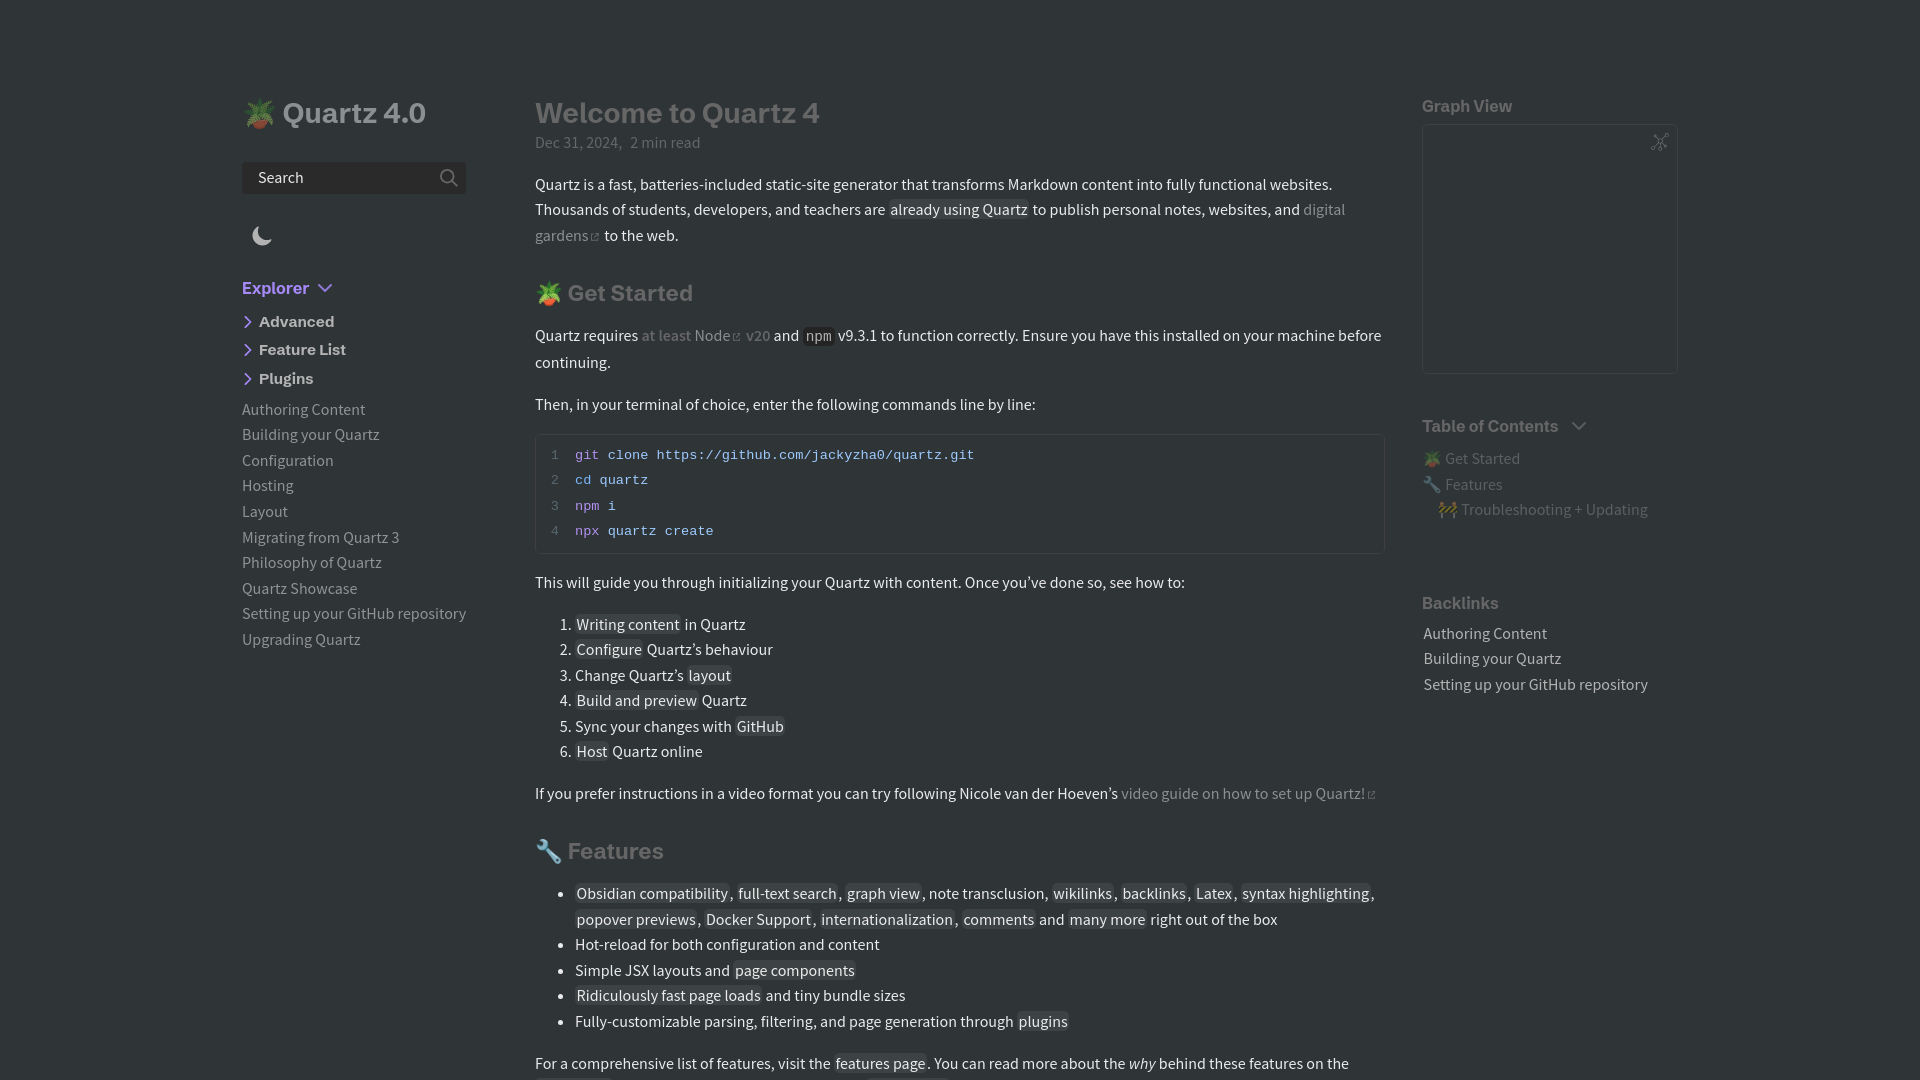 Quartz 4.0
Search
Explorer
Advanced
Feature List
Plugins
Authoring Content
Building your Quartz
Configuration
Hosting
Layout
Migrating from Quartz 3
Philosophy of Quartz
Quartz Showcase
Setting up your GitHub repository
Upgrading Quartz
Welcome to Quartz 4
Dec 31, 2024, 2 min read
Quartz is a fast, batteries-included static-site generator that transforms Markdown content into fully functional websites.
Thousands of students, developers, and teachers are already using Quartz to publish personal notes, websites, and digital
gardens to the web.
🪴 Get Started
Quartz requires at least Node v20 and npm v9.3.1 to function correctly. Ensure you have this installed on your machine before
continuing.
Then, in your terminal of choice, enter the following commands line by line:
1 git clone https://github.com/jackyzha0/quartz.git
2 cd quartz
3 npm i
4 npx quartz create
This will guide you through initializing your Quartz with content. Once you’ve done so, see how to:
1. Writing content in Quartz
2. Configure Quartz’s behaviour
3. Change Quartz’s layout
4. Build and preview Quartz
5. Sync your changes with GitHub
6. Host Quartz online
If you prefer instructions in a video format you can try following Nicole van der Hoeven’s video guide on how to set up Quartz!
🔧 Features
• Obsidian compatibility, full-text search, graph view, note transclusion, wikilinks, backlinks, Latex, syntax highlighting,
popover previews, Docker Support, internationalization, comments and many more right out of the box
• Hot-reload for both configuration and content
• Simple JSX layouts and page components
• Ridiculously fast page loads and tiny bundle sizes
• Fully-customizable parsing, filtering, and page generation through plugins
For a comprehensive list of features, visit the features page. You can read more about the why behind these features on the
Graph View
Table of Contents
🪴 Get Started
🔧 Features
🚧 Troubleshooting + Updating
Backlinks
Authoring Content
Building your Quartz
Setting up your GitHub repository